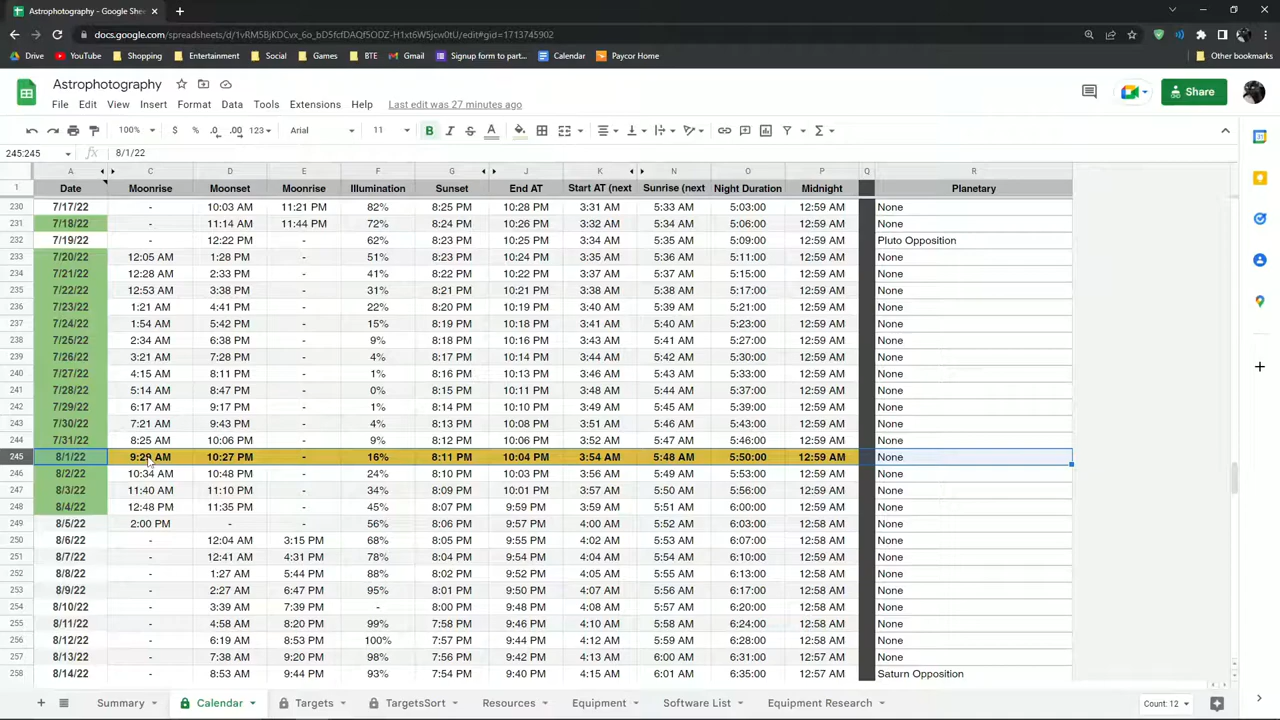 Astrophotography - Google Shee
docs.google.com/spreadsheets/d/1vRM5BjKDCvx_6o_bD5fcfDAQf5ODZ-H1xt6W5jcw0tU/edit#gid=1713745902
Drive YouTube Shopping Entertainment Social Games BTE Gmail Signup form to part... Calendar Paycor Home Other bookmarks
Astrophotography
File Edit View Insert Format Data Tools Extensions Help Last edit was 27 minutes ago Share
100% $ % .0 .00 123 Arial 11 B I S A
245:245 fx 8/1/22
A C D E F G J K N O P Q R
1 Date Moonrise Moonset Moonrise Illumination Sunset End AT Start AT (next Sunrise (next Night Duration Midnight Planetary
230 7/17/22 - 10:03 AM 11:21 PM 82% 8:25 PM 10:28 PM 3:31 AM 5:33 AM 5:03:00 12:59 AM None
231 7/18/22 - 11:14 AM 11:44 PM 72% 8:24 PM 10:26 PM 3:32 AM 5:34 AM 5:06:00 12:59 AM None
232 7/19/22 - 12:22 PM - 62% 8:23 PM 10:25 PM 3:34 AM 5:35 AM 5:09:00 12:59 AM Pluto Opposition
233 7/20/22 12:05 AM 1:28 PM - 51% 8:23 PM 10:24 PM 3:35 AM 5:36 AM 5:11:00 12:59 AM None
234 7/21/22 12:28 AM 2:33 PM - 41% 8:22 PM 10:22 PM 3:37 AM 5:37 AM 5:15:00 12:59 AM None
235 7/22/22 12:53 AM 3:38 PM - 31% 8:21 PM 10:21 PM 3:38 AM 5:38 AM 5:17:00 12:59 AM None
236 7/23/22 1:21 AM 4:41 PM - 22% 8:20 PM 10:19 PM 3:40 AM 5:39 AM 5:21:00 12:59 AM None
237 7/24/22 1:54 AM 5:42 PM - 15% 8:19 PM 10:18 PM 3:41 AM 5:40 AM 5:23:00 12:59 AM None
238 7/25/22 2:34 AM 6:38 PM - 9% 8:18 PM 10:16 PM 3:43 AM 5:41 AM 5:27:00 12:59 AM None
239 7/26/22 3:21 AM 7:28 PM - 4% 8:17 PM 10:14 PM 3:44 AM 5:42 AM 5:30:00 12:59 AM None
240 7/27/22 4:15 AM 8:11 PM - 1% 8:16 PM 10:13 PM 3:46 AM 5:43 AM 5:33:00 12:59 AM None
241 7/28/22 5:14 AM 8:47 PM - 0% 8:15 PM 10:11 PM 3:48 AM 5:44 AM 5:37:00 12:59 AM None
242 7/29/22 6:17 AM 9:17 PM - 1% 8:14 PM 10:10 PM 3:49 AM 5:45 AM 5:39:00 12:59 AM None
243 7/30/22 7:21 AM 9:43 PM - 4% 8:13 PM 10:08 PM 3:51 AM 5:46 AM 5:43:00 12:59 AM None
244 7/31/22 8:25 AM 10:06 PM - 9% 8:12 PM 10:06 PM 3:52 AM 5:47 AM 5:46:00 12:59 AM None
245 8/1/22 AM 10:27 PM - 16% 8:11 PM 10:04 PM 3:54 AM 5:48 AM 5:50:00 12:59 AM None
246 8/2/22 10:34 AM 10:48 PM - 24% 8:10 PM 10:03 PM 3:56 AM 5:49 AM 5:53:00 12:59 AM None
247 8/3/22 11:40 AM 11:10 PM - 34% 8:09 PM 10:01 PM 3:57 AM 5:50 AM 5:56:00 12:59 AM None
248 8/4/22 12:48 PM 11:35 PM - 45% 8:07 PM 9:59 PM 3:59 AM 5:51 AM 6:00:00 12:59 AM None
249 8/5/22 2:00 PM - - 56% 8:06 PM 9:57 PM 4:00 AM 5:52 AM 6:03:00 12:58 AM None
250 8/6/22 - 12:04 AM 3:15 PM 68% 8:05 PM 9:55 PM 4:02 AM 5:53 AM 6:07:00 12:58 AM None
251 8/7/22 - 12:41 AM 4:31 PM 78% 8:04 PM 9:54 PM 4:04 AM 5:54 AM 6:10:00 12:59 AM None
252 8/8/22 - 1:27 AM 5:44 PM 88% 8:02 PM 9:52 PM 4:05 AM 5:55 AM 6:13:00 12:58 AM None
253 8/9/22 - 2:27 AM 6:47 PM 95% 8:01 PM 9:50 PM 4:07 AM 5:56 AM 6:17:00 12:58 AM None
254 8/10/22 - 3:39 AM 7:39 PM - 8:00 PM 9:48 PM 4:08 AM 5:57 AM 6:20:00 12:58 AM None
255 8/11/22 - 4:58 AM 8:20 PM 99% 7:58 PM 9:46 PM 4:10 AM 5:58 AM 6:24:00 12:58 AM None
256 8/12/22 - 6:19 AM 8:53 PM 100% 7:57 PM 9:44 PM 4:12 AM 5:59 AM 6:28:00 12:58 AM None
257 8/13/22 - 7:38 AM 9:20 PM 98% 7:56 PM 9:42 PM 4:13 AM 6:00 AM 6:31:00 12:57 AM None
258 8/14/22 - 8:53 AM 9:44 PM 93% 7:54 PM 9:40 PM 4:15 AM 6:01 AM 6:35:00 12:57 AM Saturn Opposition
Summary Calendar Targets TargetsSort Resources Equipment Software List Equipment Research Count: 12